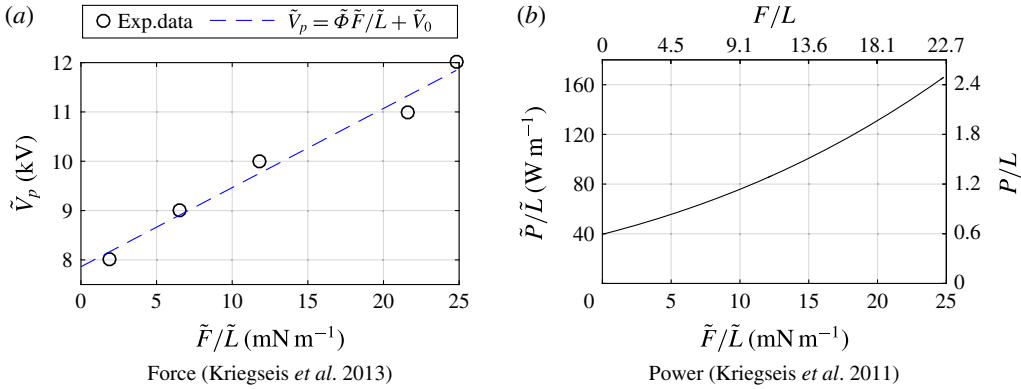 (a)
Exp.data Ṽₚ = Φ̃F̃/L̃ + Ṽ₀
12
11
10
9
8
Ṽₚ (kV)
0 5 10 15 20 25
F̃/L̃ (mN m⁻¹)
Force (Kriegseis et al. 2013)
(b)
F/L
0 4.5 9.1 13.6 18.1 22.7
160
120
80
40
0
P̃/L̃ (W m⁻¹)
2.4
1.8
1.2
0.6
0
P/L
5 10 15 20 25
F̃/L̃ (mN m⁻¹)
Power (Kriegseis et al. 2011)